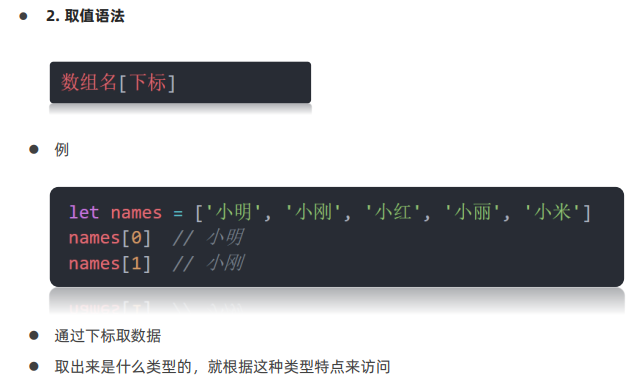 ● 2. 取值语法
数组名[下标]
● 例
let names = ['小明', '小刚', '小红', '小丽', '小米']
names[0]  // 小明
names[1]  // 小刚
● 通过下标取数据
● 取出来是什么类型的，就根据这种类型特点来访问